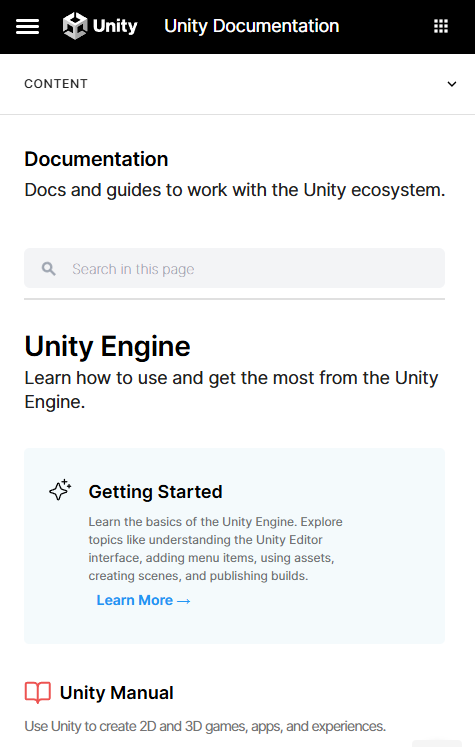 Unity Unity Documentation
CONTENT
Documentation
Docs and guides to work with the Unity ecosystem.
Search in this page
Unity Engine
Learn how to use and get the most from the Unity
Engine.
Getting Started
Learn the basics of the Unity Engine. Explore
topics like understanding the Unity Editor
interface, adding menu items, using assets,
creating scenes, and publishing builds.
Learn More →
Unity Manual
Use Unity to create 2D and 3D games, apps, and experiences.